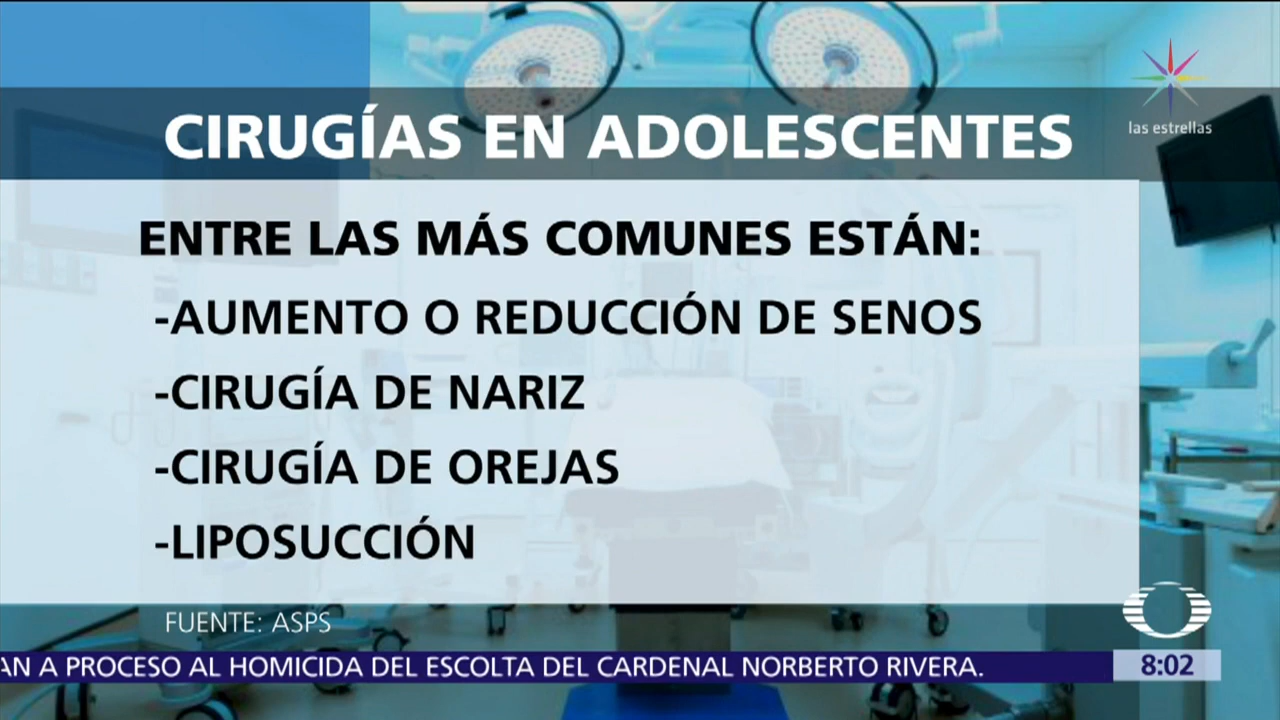 las estrellas
CIRUGÍAS EN ADOLESCENTES
ENTRE LAS MÁS COMUNES ESTÁN:
-AUMENTO O REDUCCIÓN DE SENOS
-CIRUGÍA DE NARIZ
-CIRUGÍA DE OREJAS
-LIPOSUCCIÓN
FUENTE: ASPS
AN A PROCESO AL HOMICIDA DEL ESCOLTA DEL CARDENAL NORBERTO RIVERA.
8:02